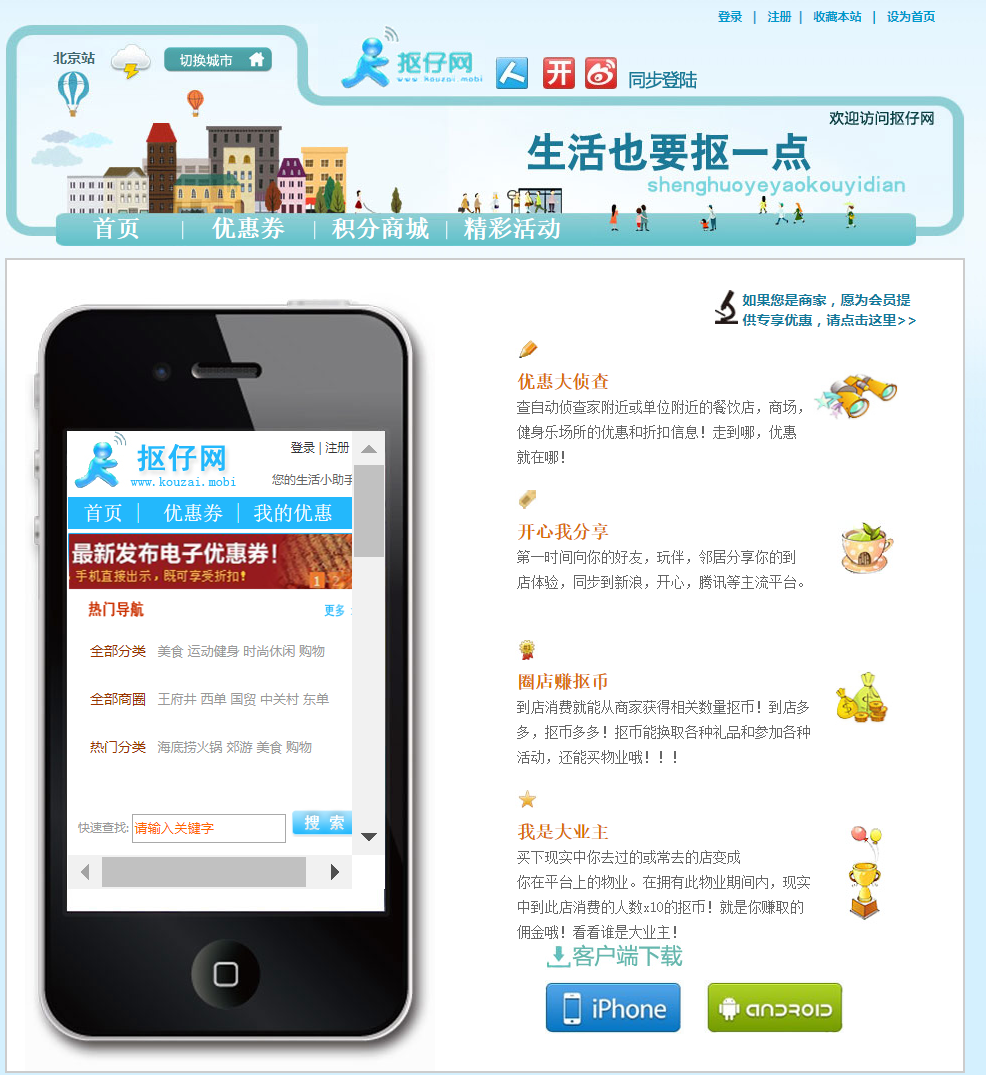 登录 | 注册 | 收藏本站 | 设为首页
北京站
切换城市
抠仔网
www.kouzai.mobi
人
开
同步登陆
欢迎访问抠仔网
生活也要抠一点
shenghuoyeyaokouyidian
首页 | 优惠券 | 积分商城 | 精彩活动
如果您是商家，愿为会员提
供专享优惠，请点击这里>>
抠仔网
www.kouzai.mobi
登录 | 注册
您的生活小助手
首页 | 优惠券 | 我的优惠
最新发布电子优惠券！
手机直接出示，既可享受折扣！
1 2
热门导航
更多
全部分类 美食 运动健身 时尚休闲 购物
全部商圈 王府井 西单 国贸 中关村 东单
热门分类 海底捞火锅 郊游 美食 购物
快速查找: 请输入关键字 搜 索
优惠大侦查
查自动侦查家附近或单位附近的餐饮店，商场，
健身乐场所的优惠和折扣信息！走到哪，优惠
就在哪！
开心我分享
第一时间向你的好友，玩伴，邻居分享你的到
店体验，同步到新浪，开心，腾讯等主流平台。
圈店赚抠币
到店消费就能从商家获得相关数量抠币！到店多
多，抠币多多！抠币能换取各种礼品和参加各种
活动，还能买物业哦！！！
我是大业主
买下现实中你去过的或常去的店变成
你在平台上的物业。在拥有此物业期间内，现实
中到此店消费的人数x10的抠币！就是你赚取的
佣金哦！看看谁是大业主！
客户端下载
iPhone
ANDROID